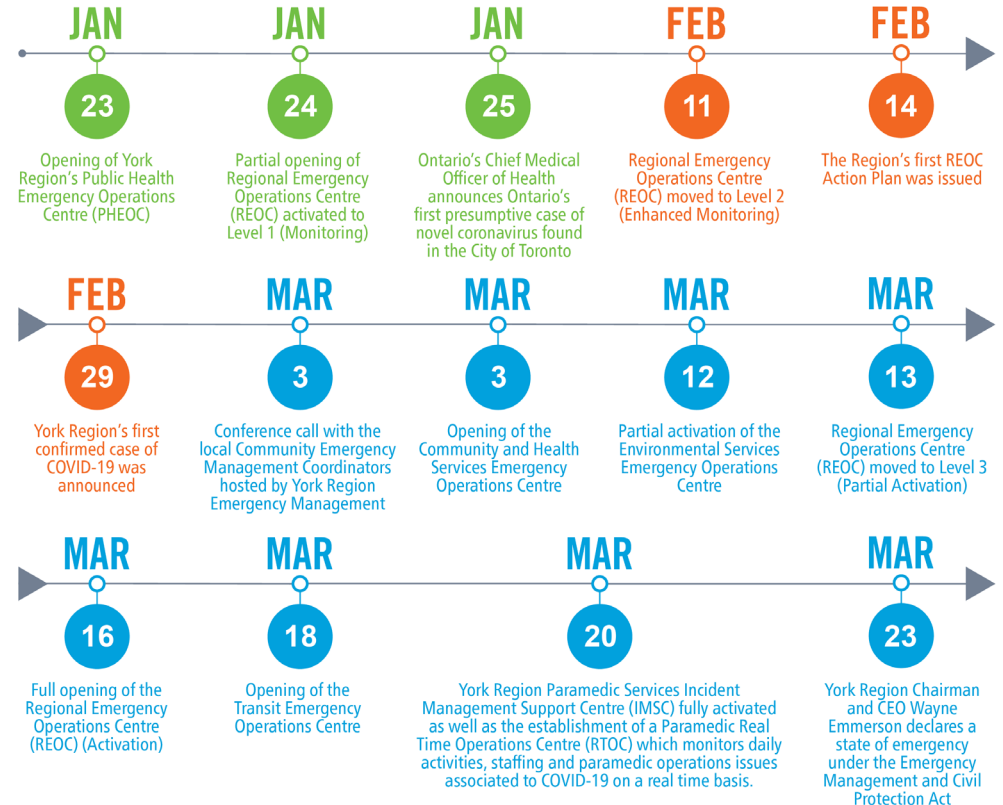 JAN
23
Opening of York
Region's Public Health
Emergency Operations
Centre (PHEOC)
JAN
24
Partial opening of
Regional Emergency
Operations Centre
(REOC) activated to
Level 1 (Monitoring)
JAN
25
Ontario's Chief Medical
Officer of Health
announces Ontario's
first presumptive case of
novel coronavirus found
in the City of Toronto
FEB
11
Regional Emergency
Operations Centre
(REOC) moved to Level 2
(Enhanced Monitoring)
FEB
14
The Region's first REOC
Action Plan was issued
FEB
29
York Region's first
confirmed case of
COVID-19 was
announced
MAR
3
Conference call with the
local Community Emergency
Management Coordinators
hosted by York Region
Emergency Management
MAR
3
Opening of the
Community and Health
Services Emergency
Operations Centre
MAR
12
Partial activation of the
Environmental Services
Emergency Operations
Centre
MAR
13
Regional Emergency
Operations Centre
(REOC) moved to Level 3
(Partial Activation)
MAR
16
Full opening of the
Regional Emergency
Operations Centre
(REOC) (Activation)
MAR
18
Opening of the
Transit Emergency
Operations Centre
MAR
20
York Region Paramedic Services Incident
Management Support Centre (IMSC) fully activated
as well as the establishment of a Paramedic Real
Time Operations Centre (RTOC) which monitors daily
activities, staffing and paramedic operations issues
associated to COVID-19 on a real time basis.
MAR
23
York Region Chairman
and CEO Wayne
Emmerson declares a
state of emergency
under the Emergency
Management and Civil
Protection Act